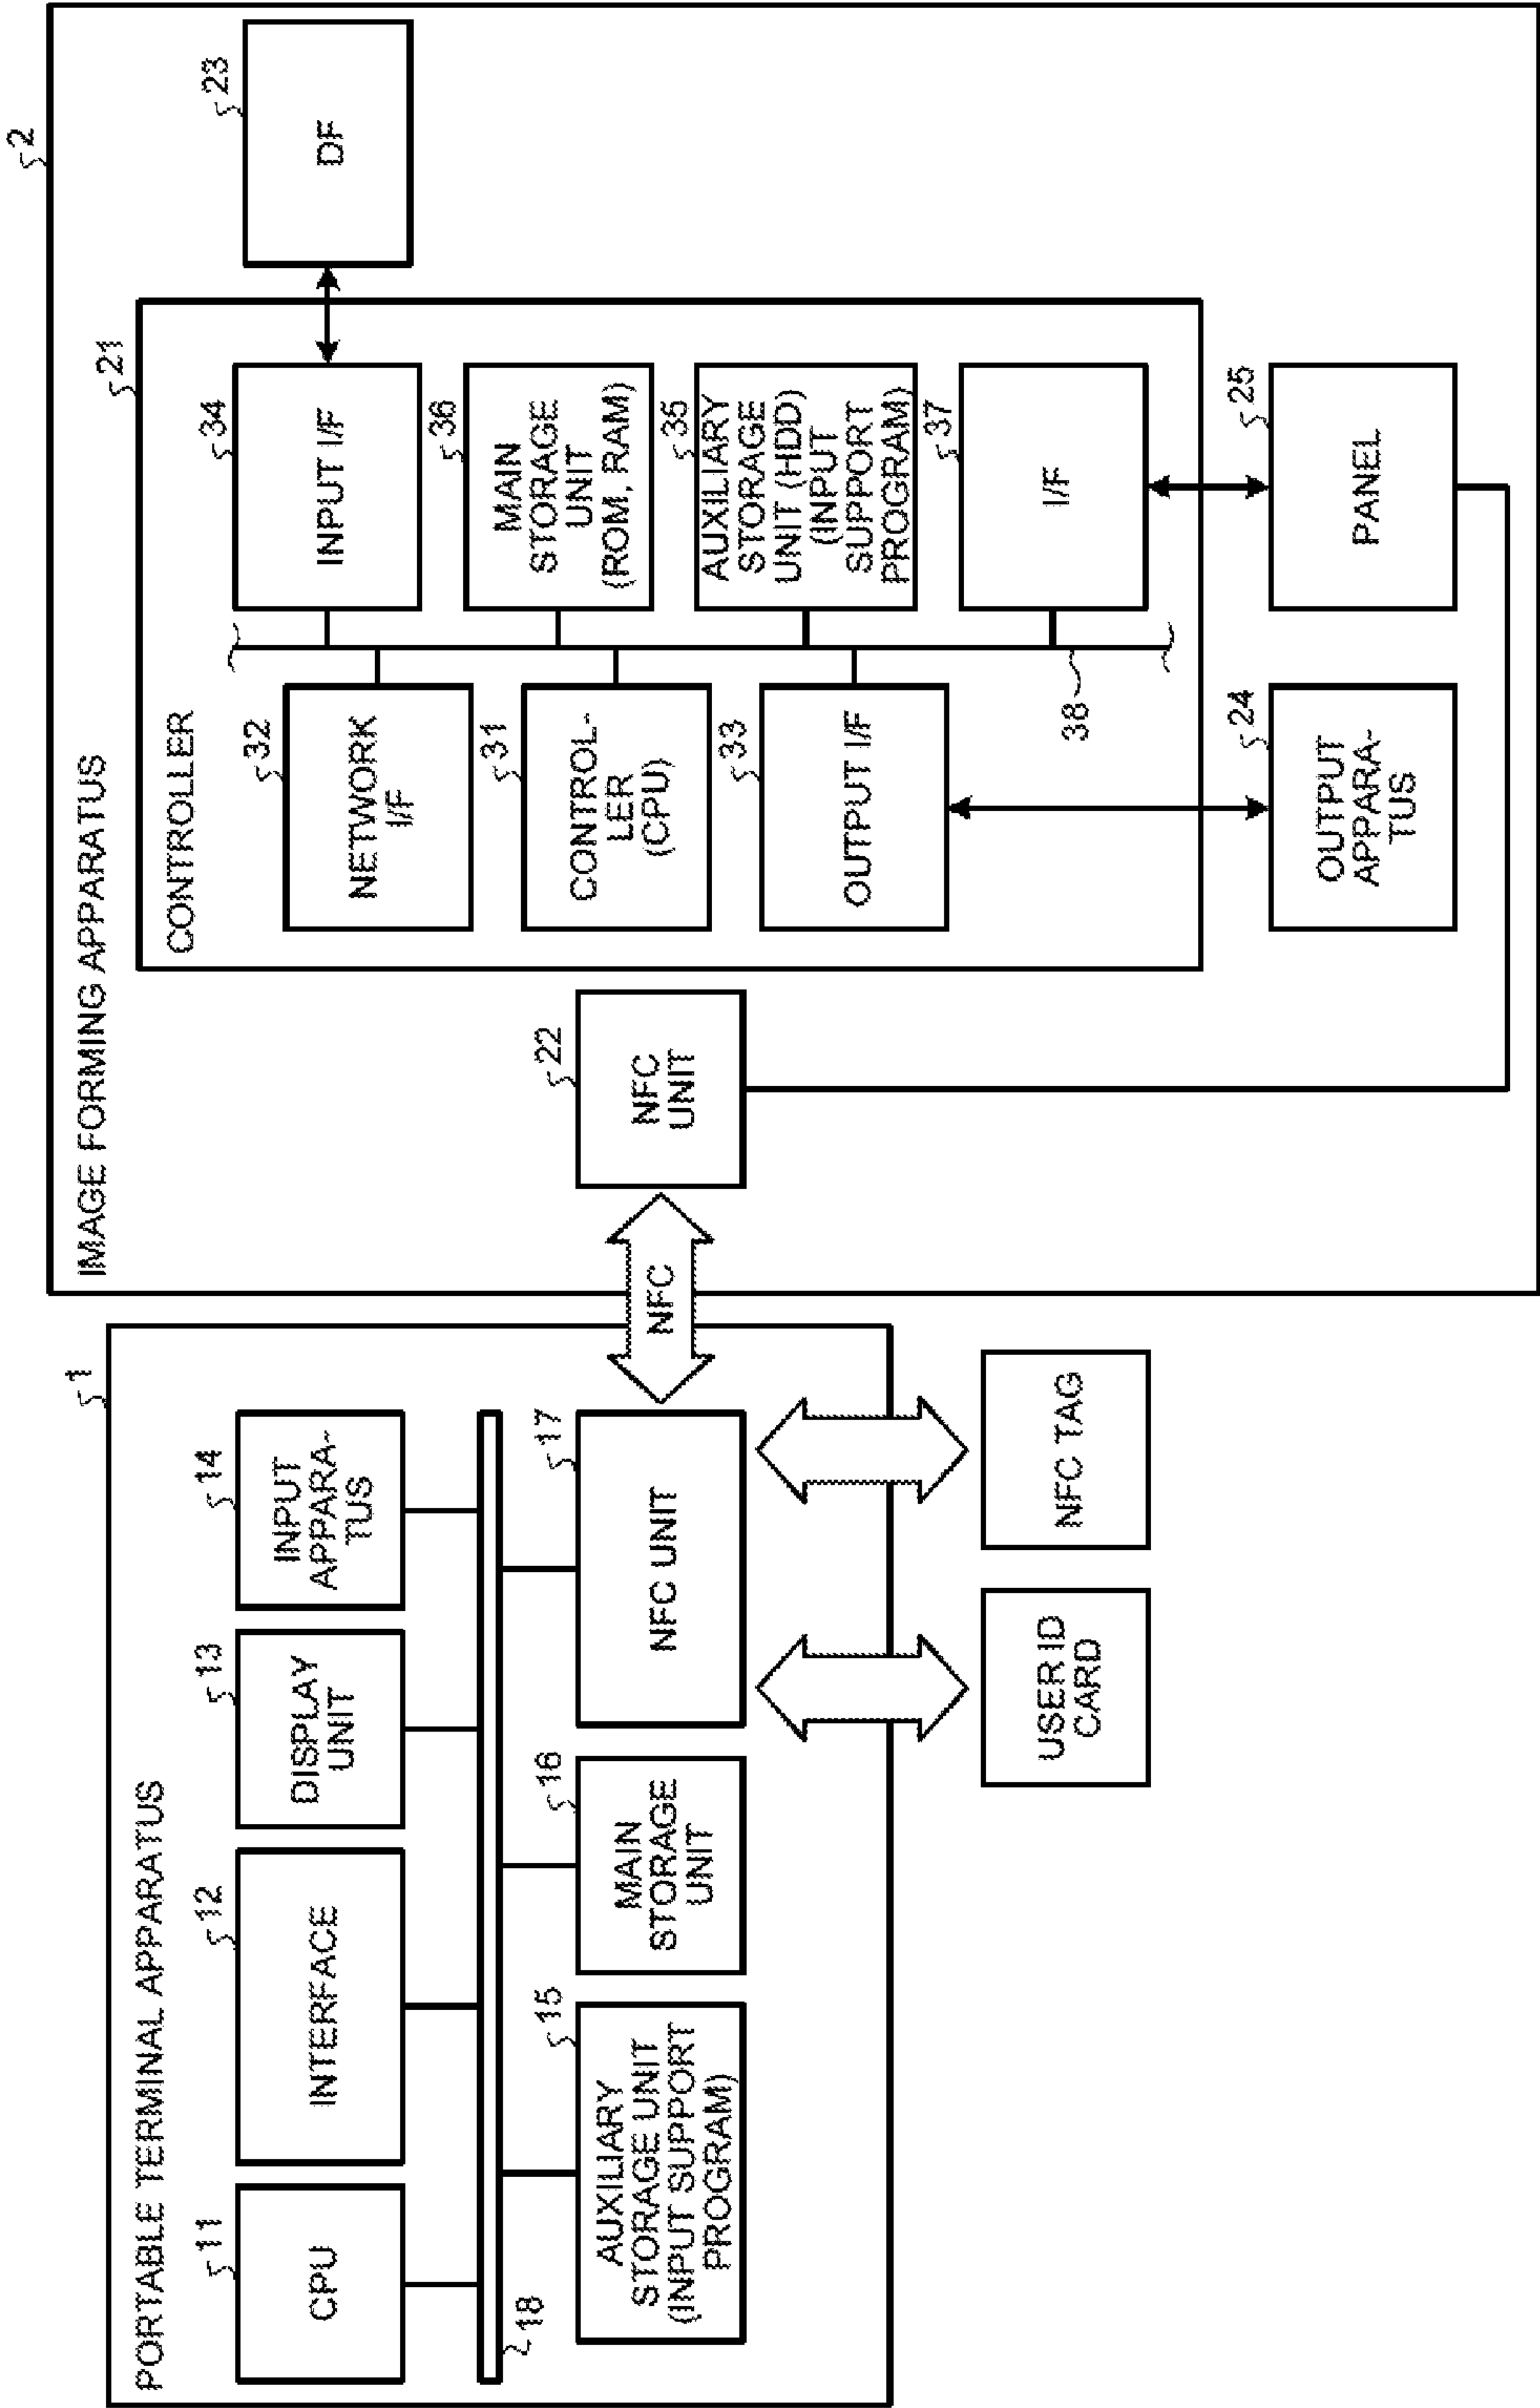 PORTABLE TERMINAL APPARATUS
1
11
CPU
12
INTERFACE
13
DISPLAY
UNIT
14
INPUT
APPARA-
TUS
18
15
AUXILIARY
STORAGE UNIT
(INPUT SUPPORT
PROGRAM)
16
MAIN
STORAGE
UNIT
17
NFC UNIT
NFC
USER ID
CARD
NFC TAG
IMAGE FORMING APPARATUS
2
22
NFC
UNIT
CONTROLLER
21
32
NETWORK
I/F
31
CONTROL-
LER
(CPU)
33
OUTPUT I/F
38
34
INPUT I/F
36
MAIN
STORAGE
UNIT
(ROM, RAM)
35
AUXILIARY
STORAGE
UNIT (HDD)
(INPUT
SUPPORT
PROGRAM)
37
I/F
23
DF
24
OUTPUT
APPARA-
TUS
25
PANEL